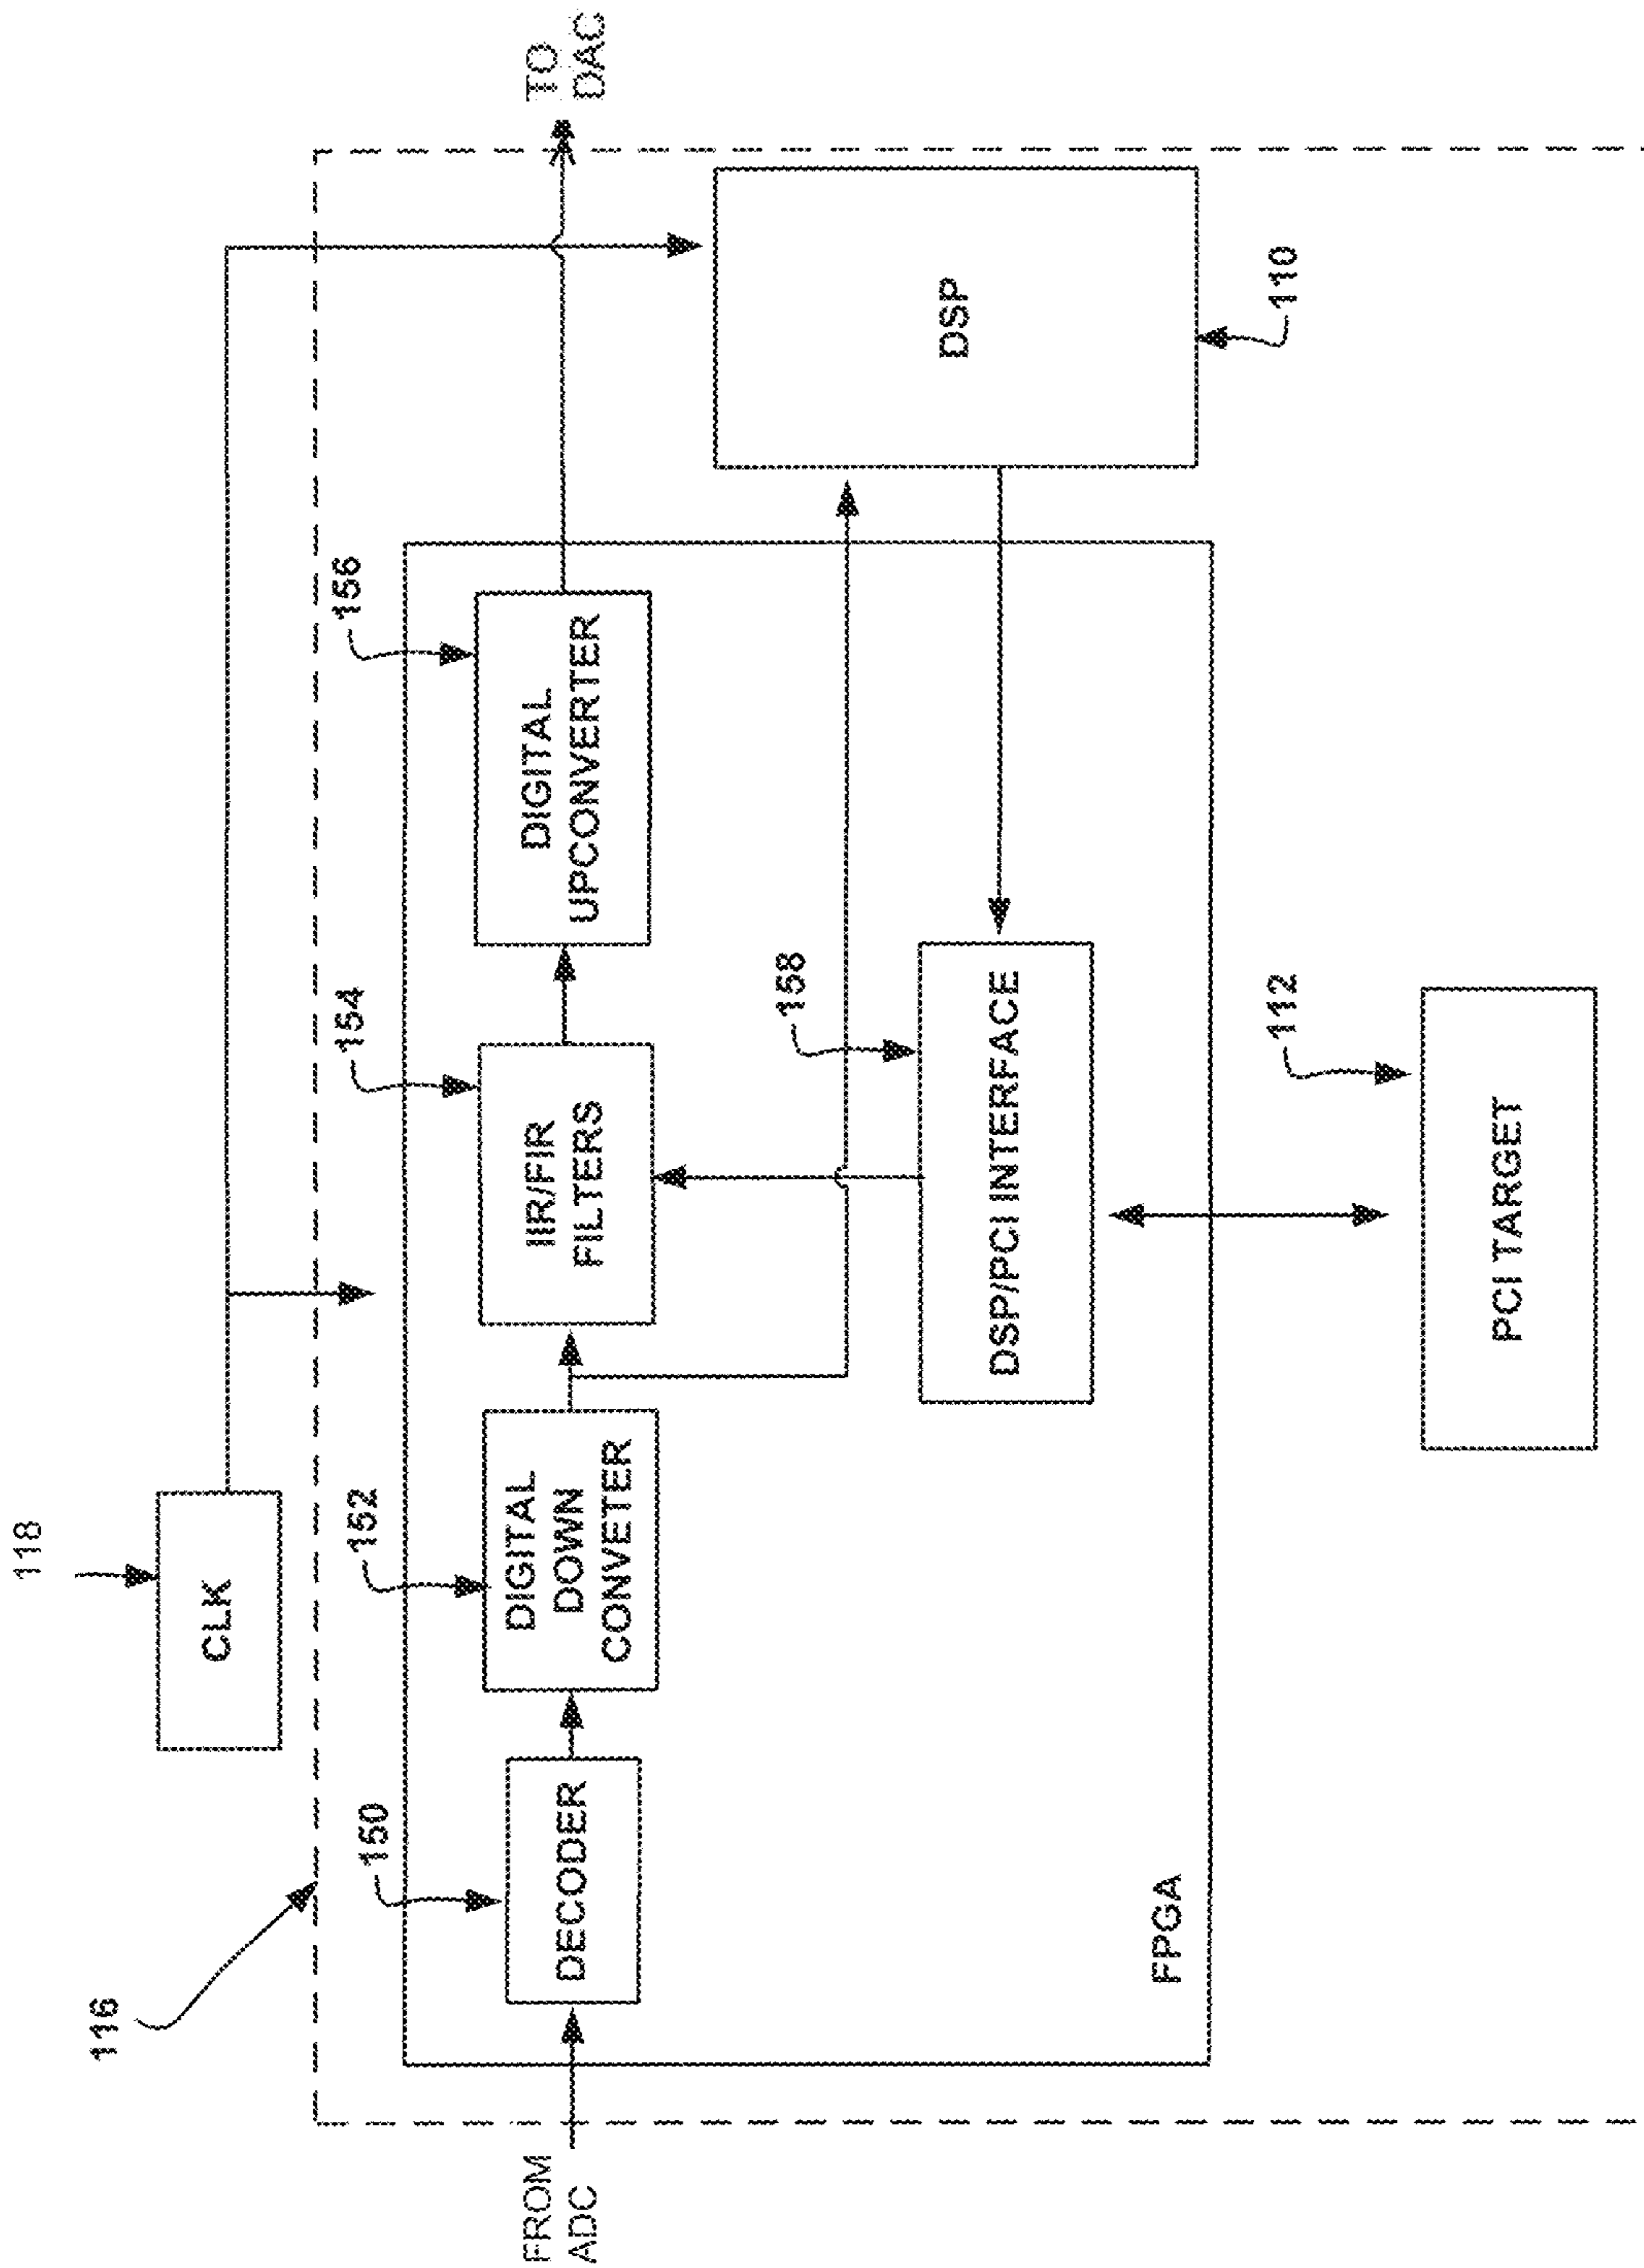 118
CLK
116
TO
DAC
150
152
154
156
FROM
ADC
DECODER
DIGITAL
DOWN
CONVETER
IIR/FIR
FILTERS
DIGITAL
UPCONVERTER
158
DSP/PCI INTERFACE
DSP
110
FPGA
112
PCI TARGET